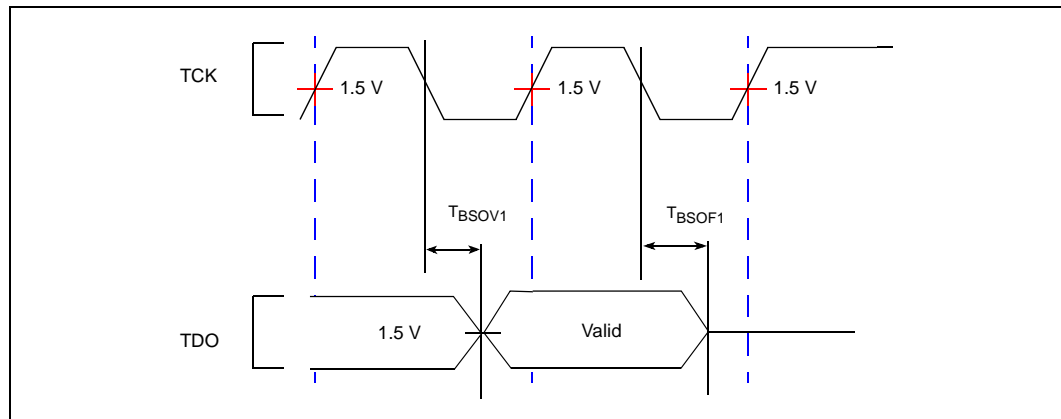 TCK
1.5 V
1.5 V
1.5 V
TBSOV1
TBSOF1
TDO
1.5 V
Valid